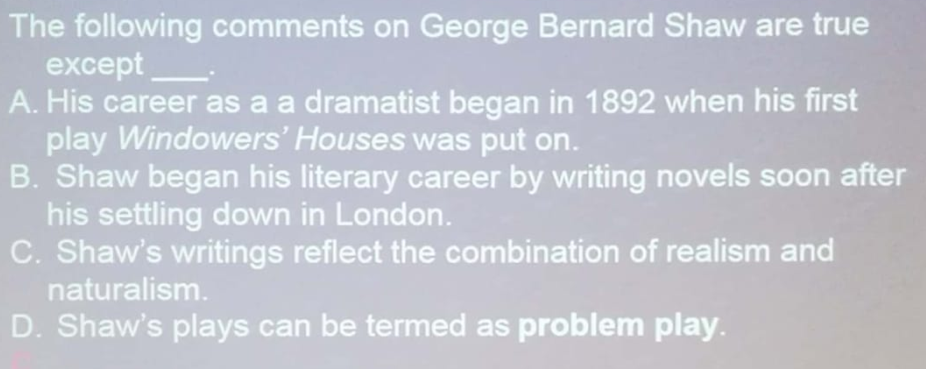 The following comments on George Bernard Shaw are true
except ____.
A. His career as a a dramatist began in 1892 when his first
play Windowers' Houses was put on.
B. Shaw began his literary career by writing novels soon after
his settling down in London.
C. Shaw's writings reflect the combination of realism and
naturalism.
D. Shaw's plays can be termed as problem play.